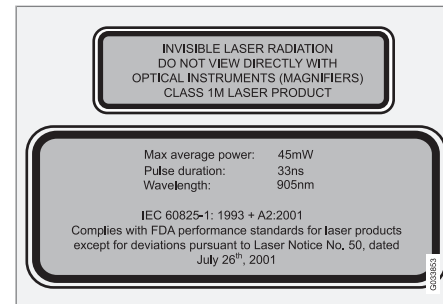 INVISIBLE LASER RADIATION
DO NOT VIEW DIRECTLY WITH
OPTICAL INSTRUMENTS (MAGNIFIERS)
CLASS 1M LASER PRODUCT
Max average power: 45mW
Pulse duration: 33ns
Wavelength: 905nm
IEC 60825-1: 1993 + A2:2001
Complies with FDA performance standards for laser products
except for deviations pursuant to Laser Notice No. 50, dated
July 26th, 2001
G033853